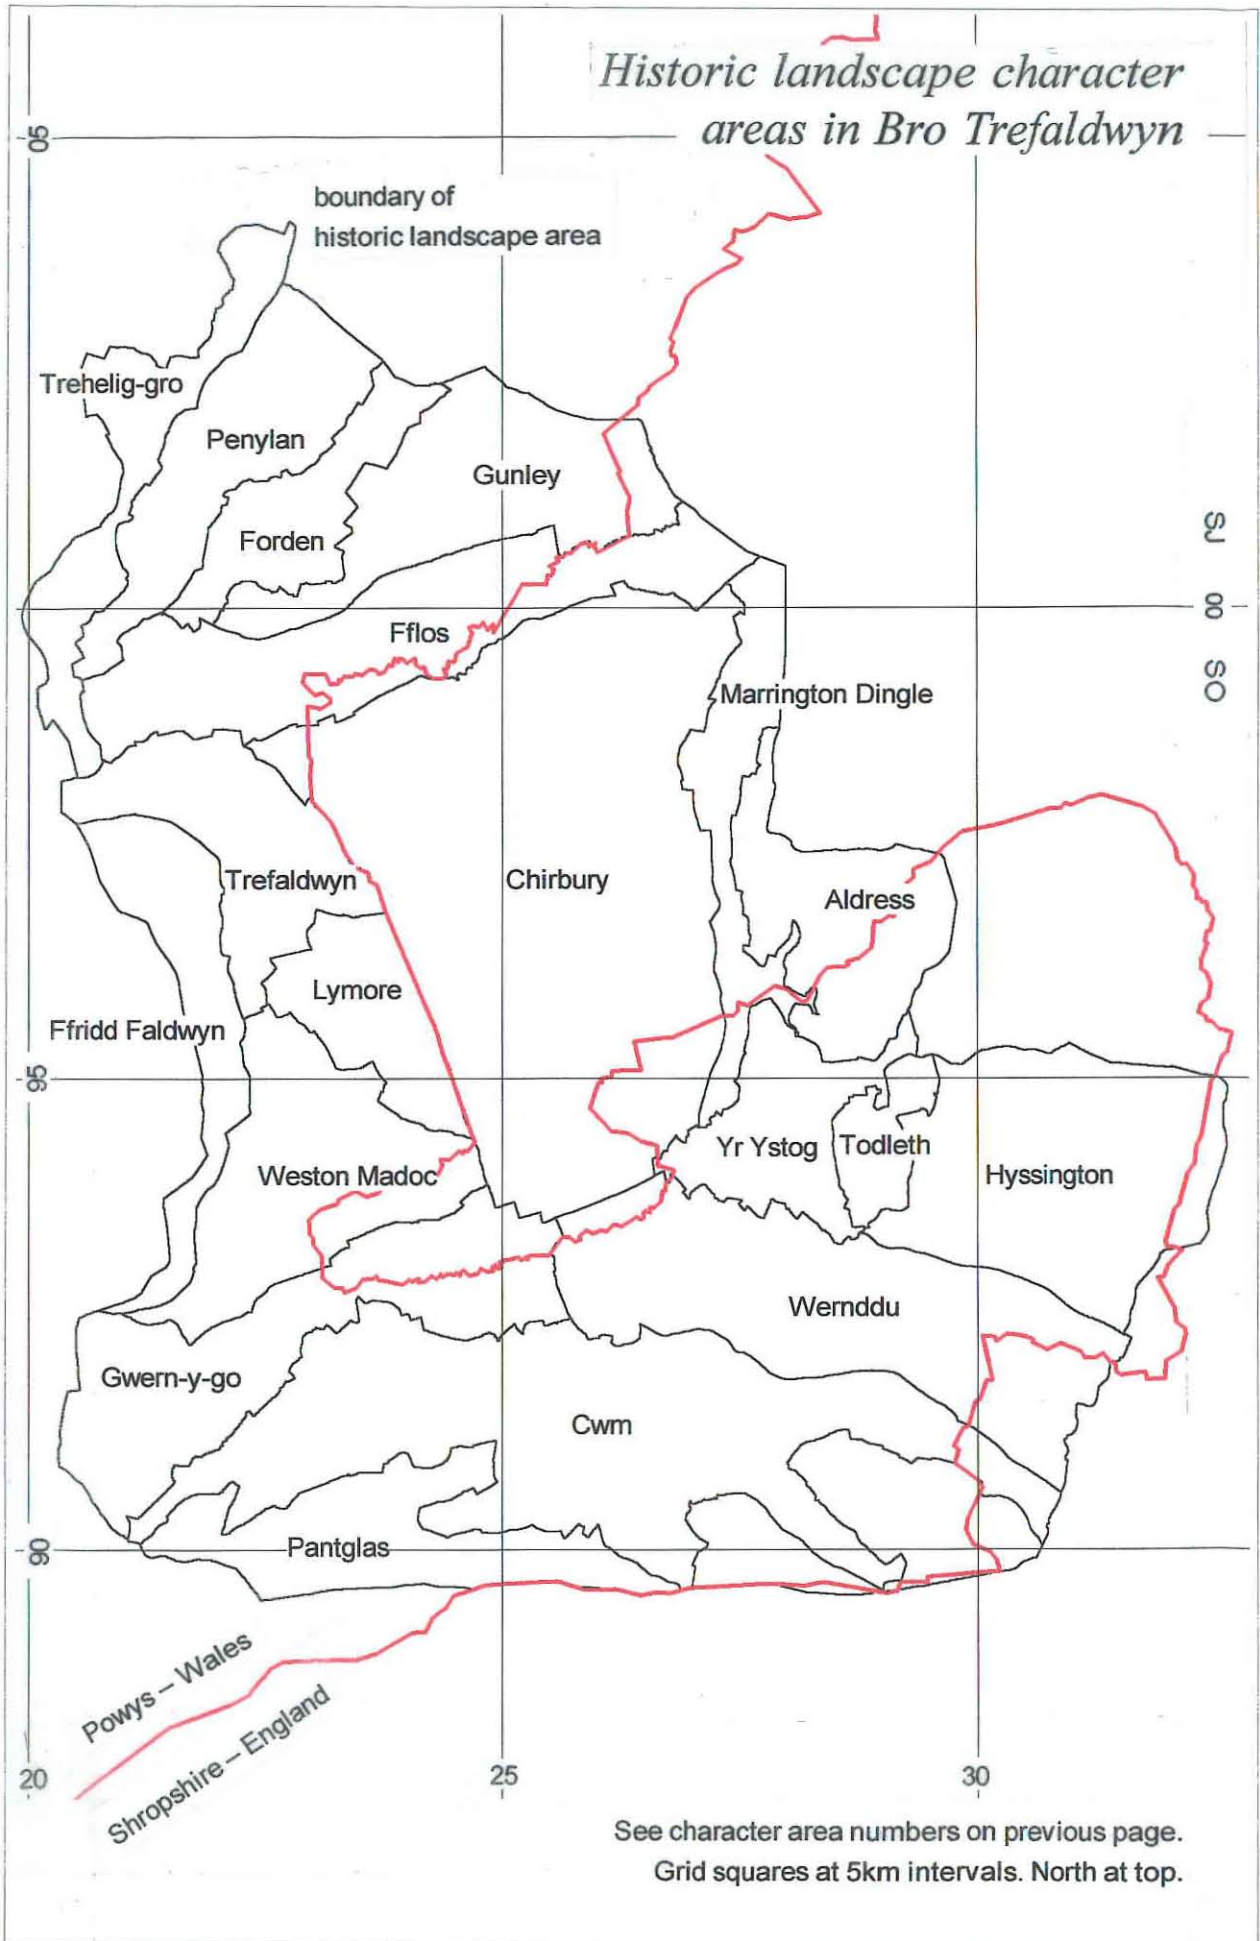 Historic landscape character
areas in Bro Trefaldwyn
05
boundary of
historic landscape area
Trehelig-gro
Penylan
Gunley
Forden
SJ
00
SO
Fflos
Marrington Dingle
Trefaldwyn
Chirbury
Aldress
Lymore
Ffridd Faldwyn
95
Yr Ystog
Todleth
Weston Madoc
Hyssington
Wernddu
Gwern-y-go
Cwm
90
Pantglas
Powys – Wales
Shropshire – England
20
25
30
See character area numbers on previous page.
Grid squares at 5km intervals. North at top.